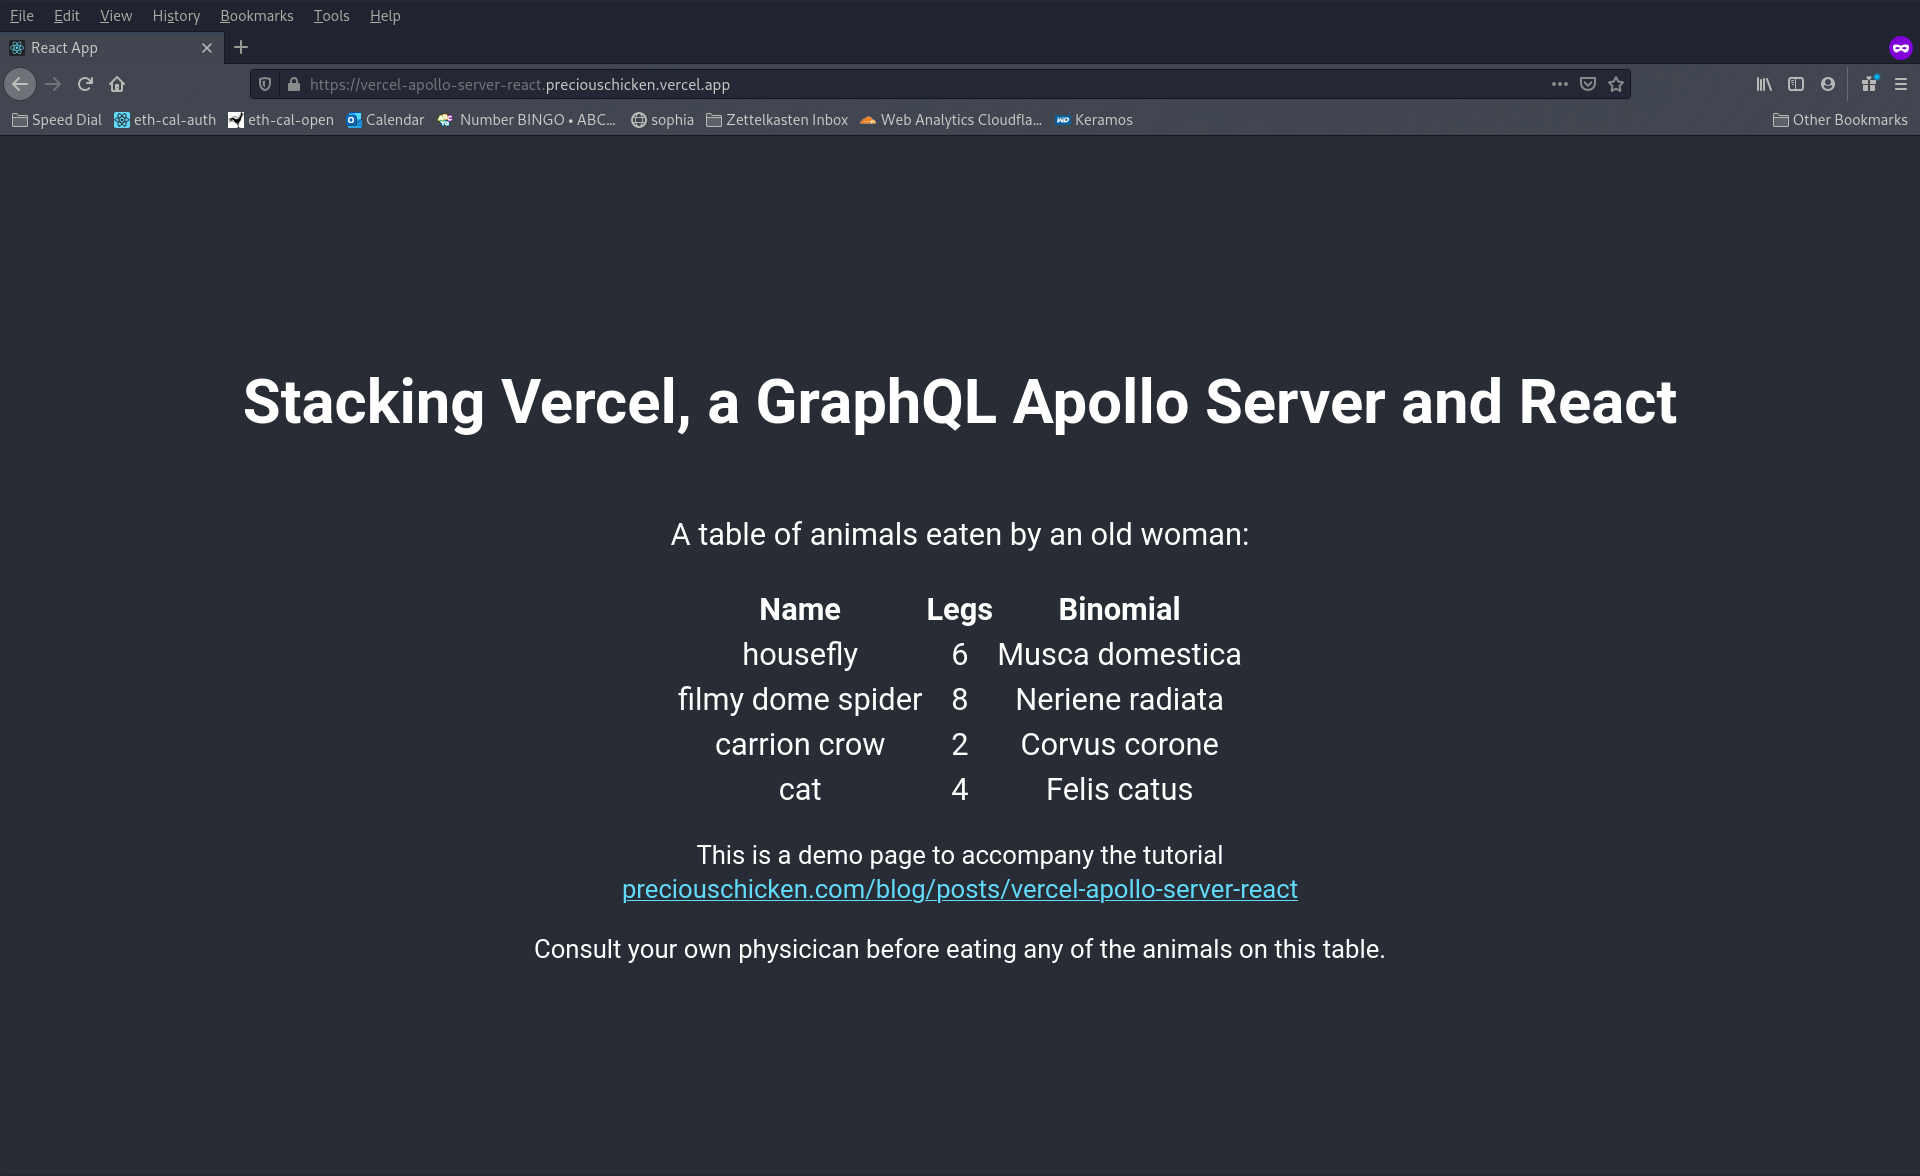 File Edit View History Bookmarks Tools Help
React App
https://vercel-apollo-server-react.preciouschicken.vercel.app
Speed Dial eth-cal-auth eth-cal-open Calendar Number BINGO • ABC... sophia Zettelkasten Inbox Web Analytics Cloudfla... Keramos Other Bookmarks
Stacking Vercel, a GraphQL Apollo Server and React
A table of animals eaten by an old woman:
Name Legs Binomial
housefly 6 Musca domestica
filmy dome spider 8 Neriene radiata
carrion crow 2 Corvus corone
cat 4 Felis catus
This is a demo page to accompany the tutorial
preciouschicken.com/blog/posts/vercel-apollo-server-react
Consult your own physicican before eating any of the animals on this table.